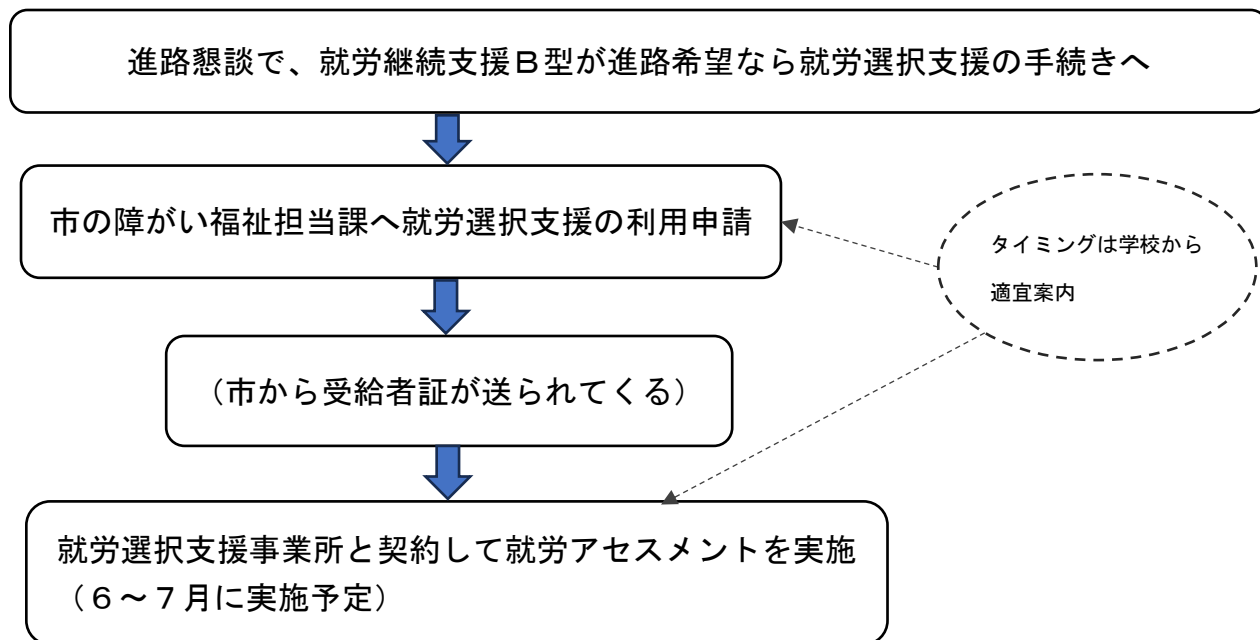 進路懇談で、就労継続支援Ｂ型が進路希望なら就労選択支援の手続きへ
市の障がい福祉担当課へ就労選択支援の利用申請
タイミングは学校から
適宜案内
（市から受給者証が送られてくる）
就労選択支援事業所と契約して就労アセスメントを実施
（６～７月に実施予定）